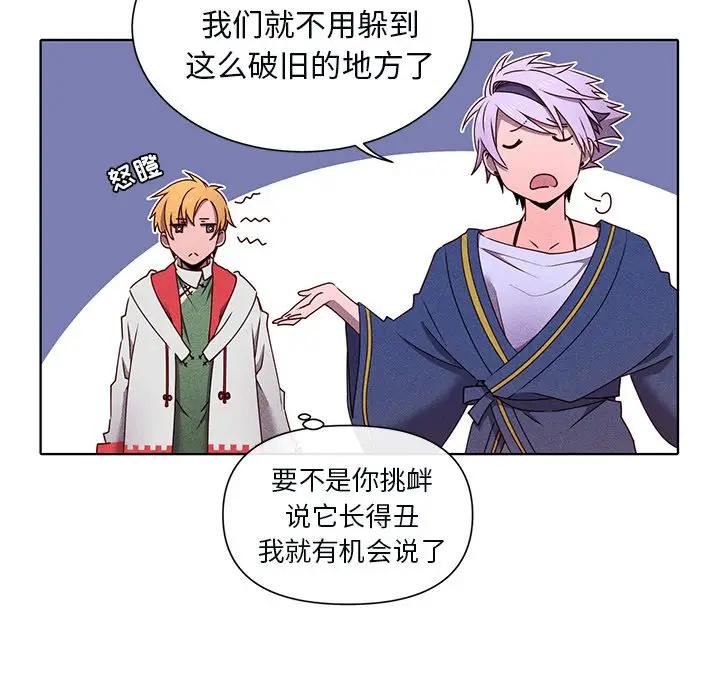 我们就不用躲到
这么破旧的地方了
怒瞪
要不是你挑衅
说它长得丑
我就有机会说了